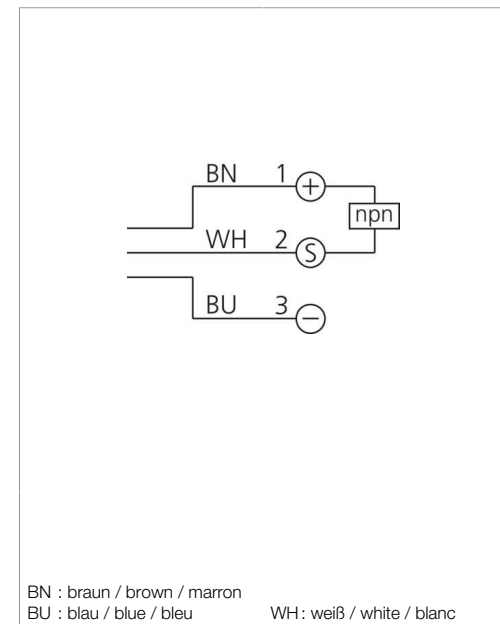 BN 1 +
npn
WH 2 S
BU 3 −
BN : braun / brown / marron
BU : blau / blue / bleu WH : weiß / white / blanc